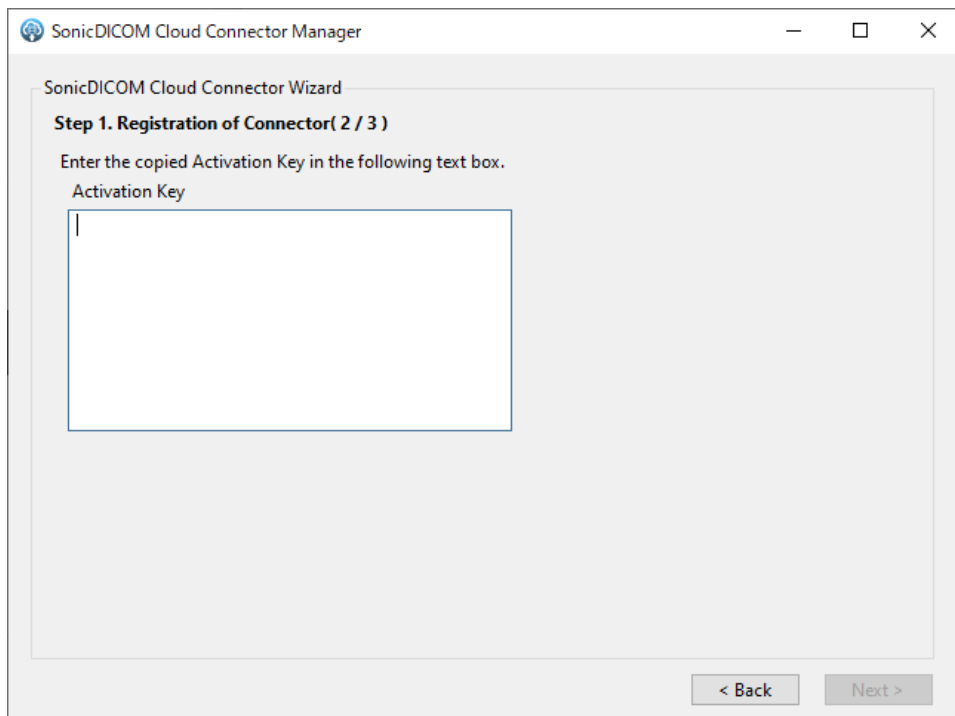 SonicDICOM Cloud Connector Manager
SonicDICOM Cloud Connector Wizard
Step 1. Registration of Connector( 2 / 3 )
Enter the copied Activation Key in the following text box.
Activation Key
< Back
Next >